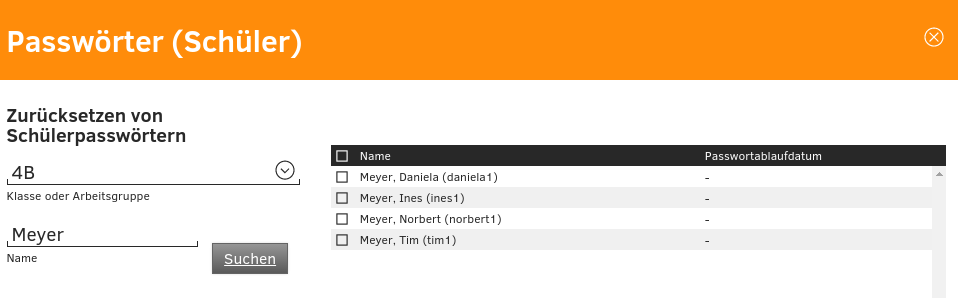 Passwörter (Schüler)
Zurücksetzen von
Schülerpasswörtern
4B
Klasse oder Arbeitsgruppe
Meyer
Name
Suchen
Name Passwortablaufdatum
Meyer, Daniela (daniela1) -
Meyer, Ines (ines1) -
Meyer, Norbert (norbert1) -
Meyer, Tim (tim1) -